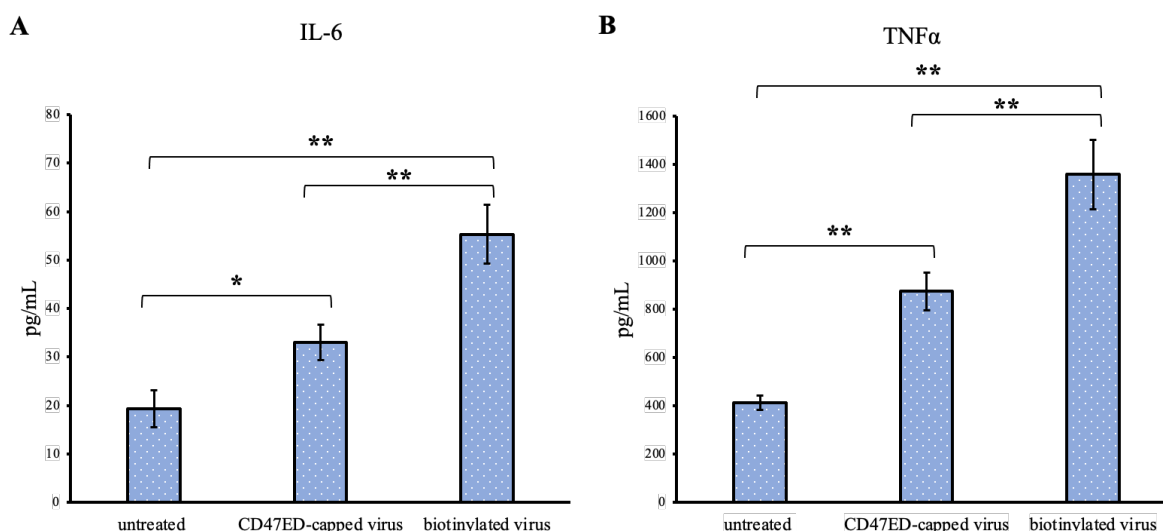 A
IL-6
80
70
60
50
40
30
20
10
0
pg/mL
**
**
*
untreated
CD47ED-capped virus
biotinylated virus
B
TNFα
1600
1400
1200
1000
800
600
400
200
0
pg/mL
**
**
**
untreated
CD47ED-capped virus
biotinylated virus